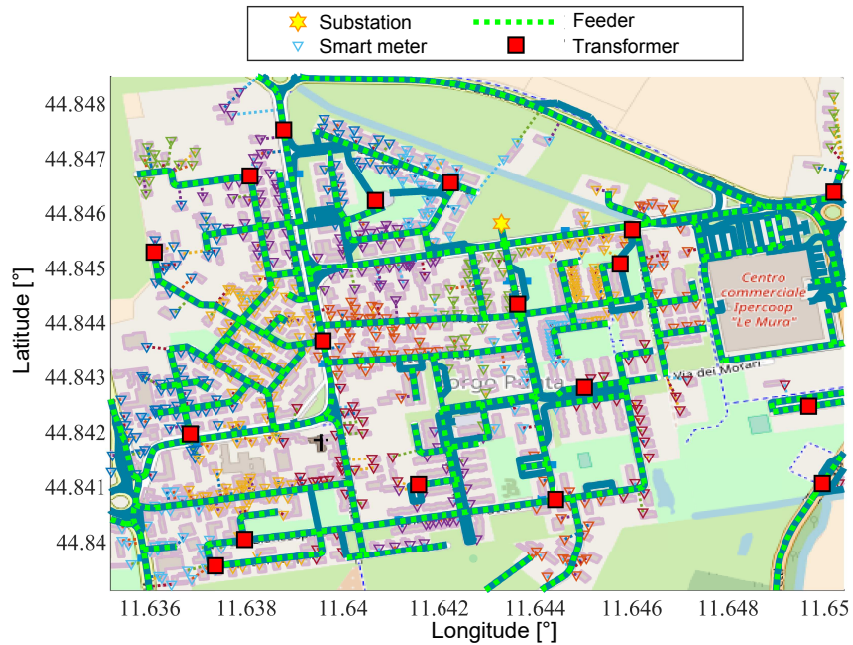 Substation
Feeder
Smart meter
Transformer
44.848
44.847
44.846
44.845
44.844
44.843
44.842
44.841
44.84
Latitude [°]
Centro
commerciale
Ipercoop
"Le Mura"
Via dei Molari
11.636
11.638
11.64
11.642
11.644
11.646
11.648
11.65
Longitude [°]